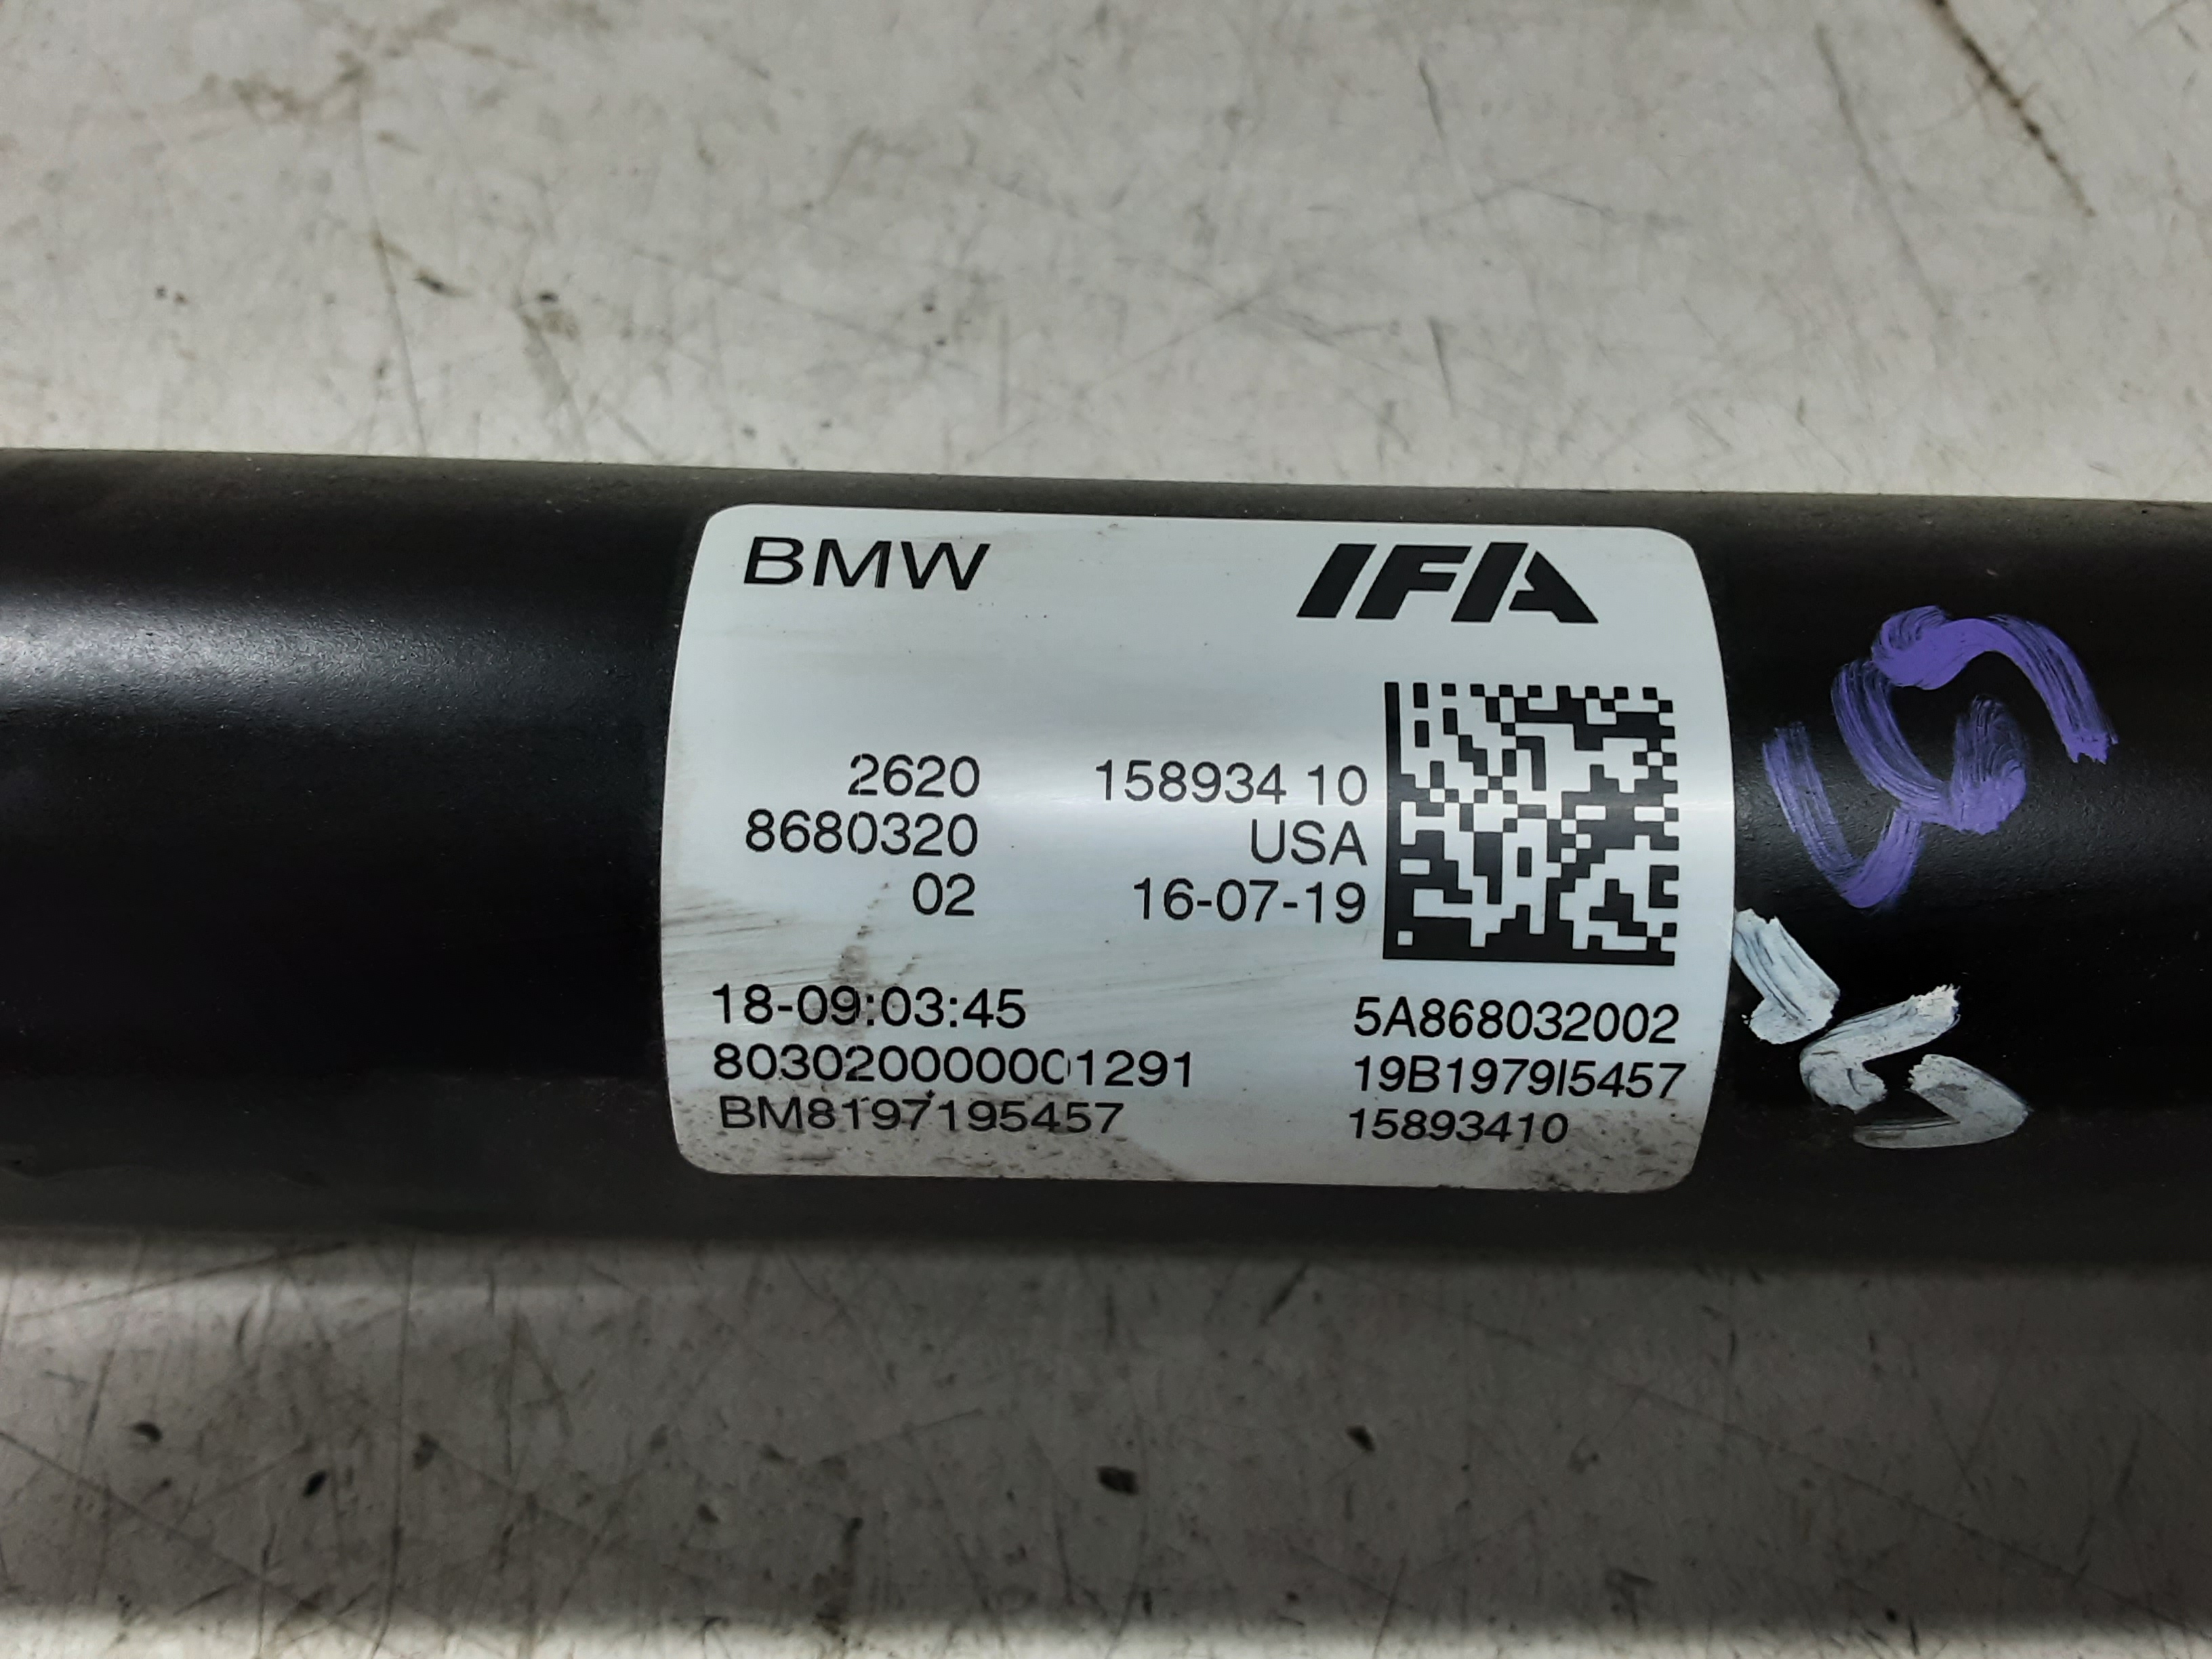 BMW IFA
2620 158934 10
8680320 USA
02 16-07-19
18-09:03:45 5A868032002
8030200000001291 19B1979I5457
BM8197195457 15893410